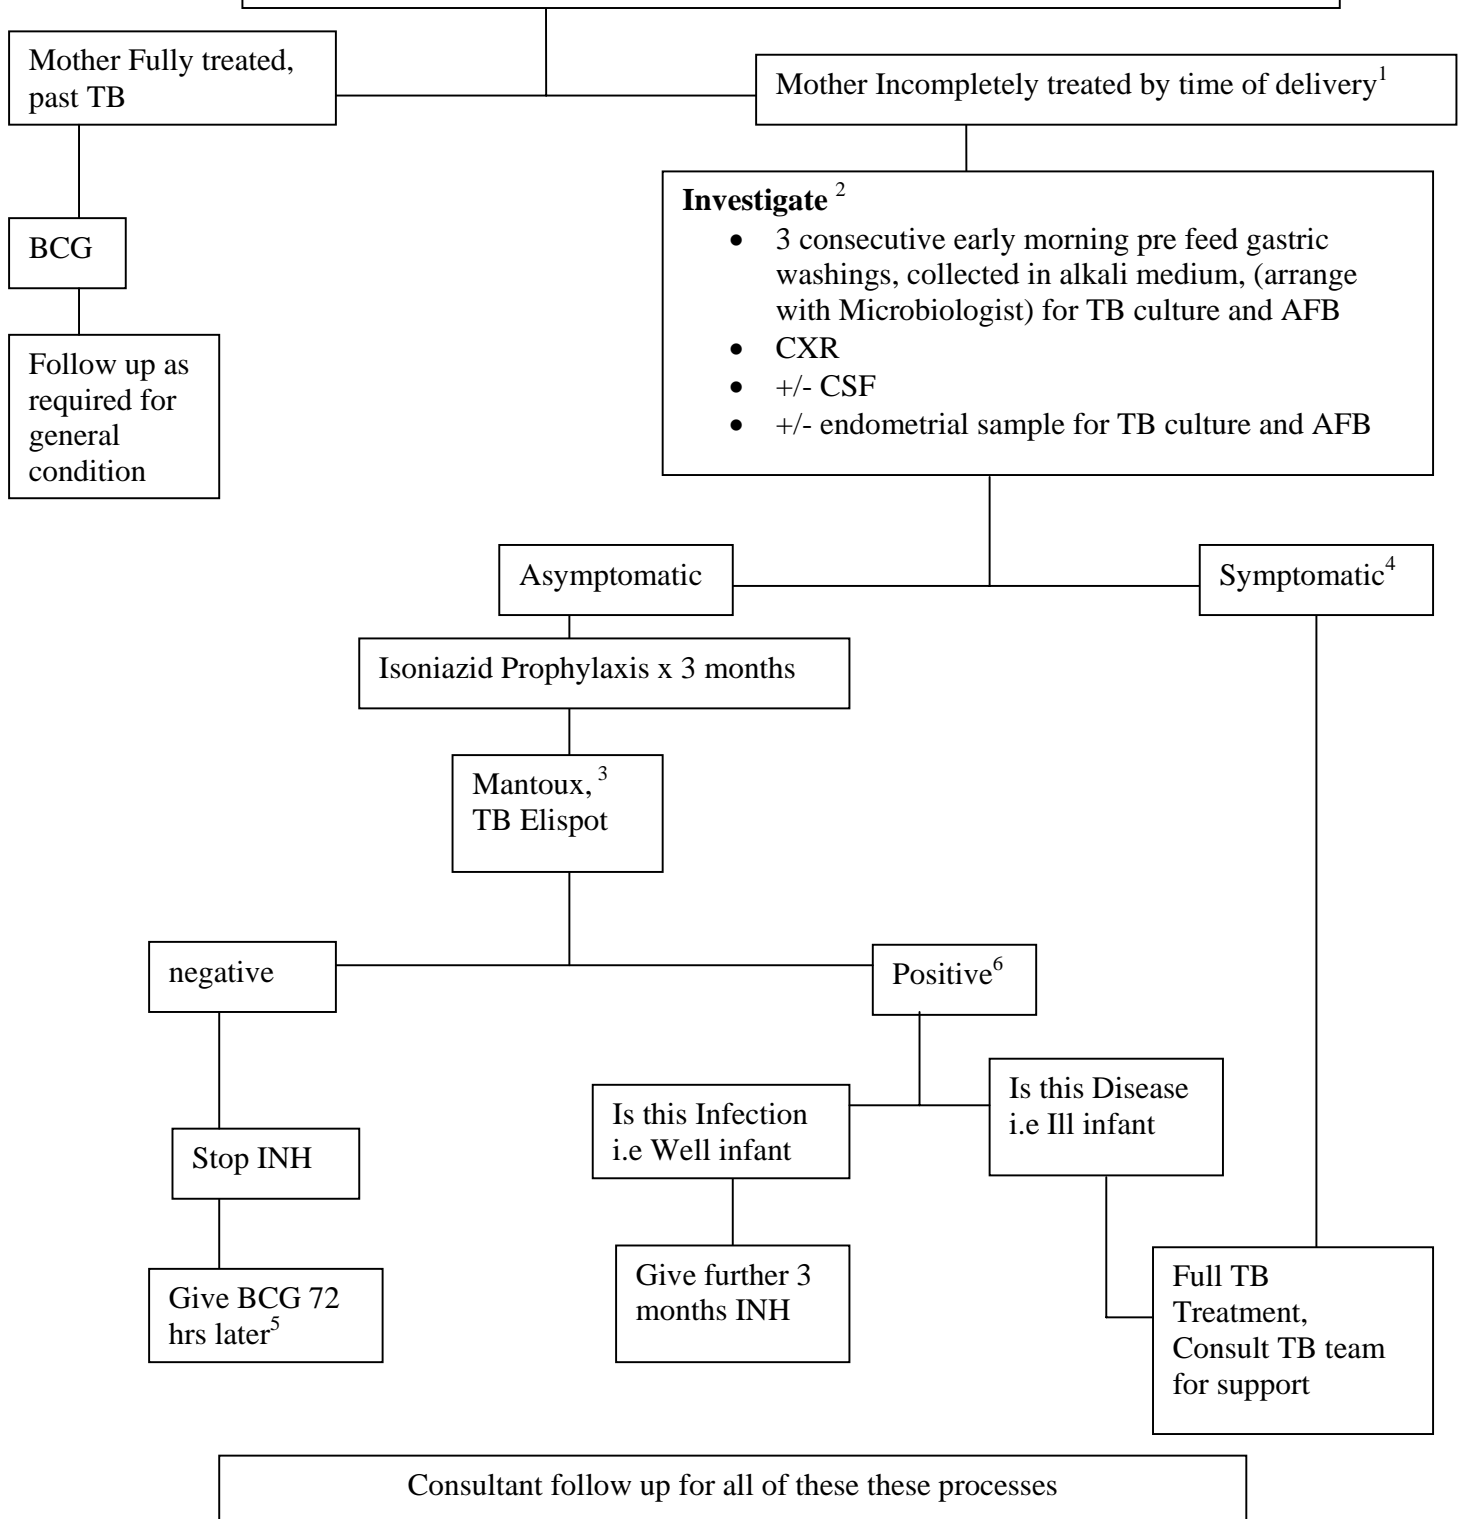 Mother Fully treated,
past TB
Mother Incompletely treated by time of delivery1
BCG
Follow up as
required for
general
condition
Investigate 2
• 3 consecutive early morning pre feed gastric
washings, collected in alkali medium, (arrange
with Microbiologist) for TB culture and AFB
• CXR
• +/- CSF
• +/- endometrial sample for TB culture and AFB
Asymptomatic
Symptomatic4
Isoniazid Prophylaxis x 3 months
Mantoux, 3
TB Elispot
negative
Positive6
Is this Infection
i.e Well infant
Is this Disease
i.e Ill infant
Stop INH
Give BCG 72
hrs later5
Give further 3
months INH
Full TB
Treatment,
Consult TB team
for support
Consultant follow up for all of these these processes